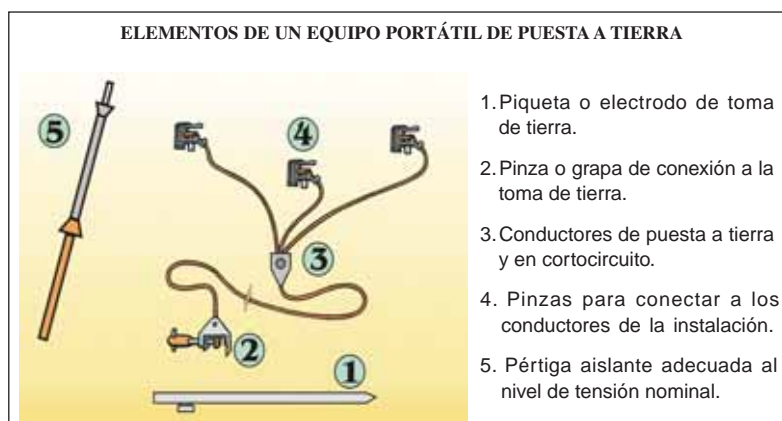 ELEMENTOS DE UN EQUIPO PORTÁTIL DE PUESTA A TIERRA
5
4
3
2
1
1.Piqueta o electrodo de toma
de tierra.
2.Pinza o grapa de conexión a la
toma de tierra.
3.Conductores de puesta a tierra
y en cortocircuito.
4. Pinzas para conectar a los
conductores de la instalación.
5. Pértiga aislante adecuada al
nivel de tensión nominal.